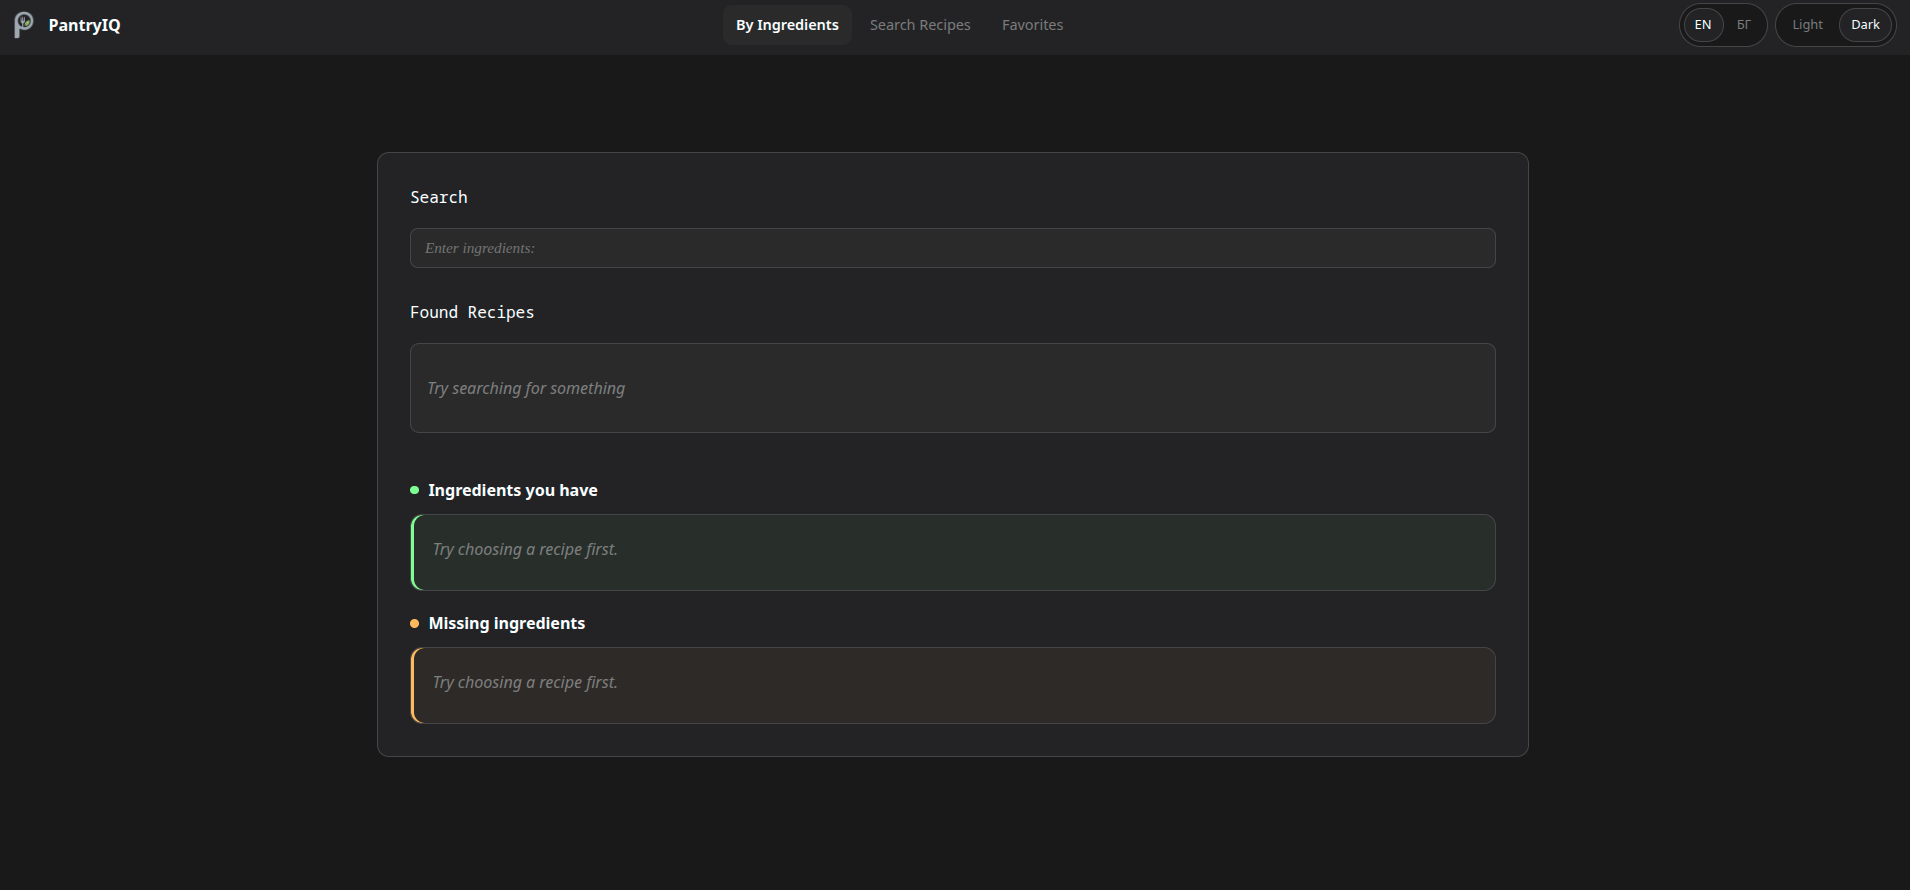 PantryIQ
By Ingredients
Search Recipes
Favorites
EN
БГ
Light
Dark
Search
Enter ingredients:
Found Recipes
Try searching for something
Ingredients you have
Try choosing a recipe first.
Missing ingredients
Try choosing a recipe first.